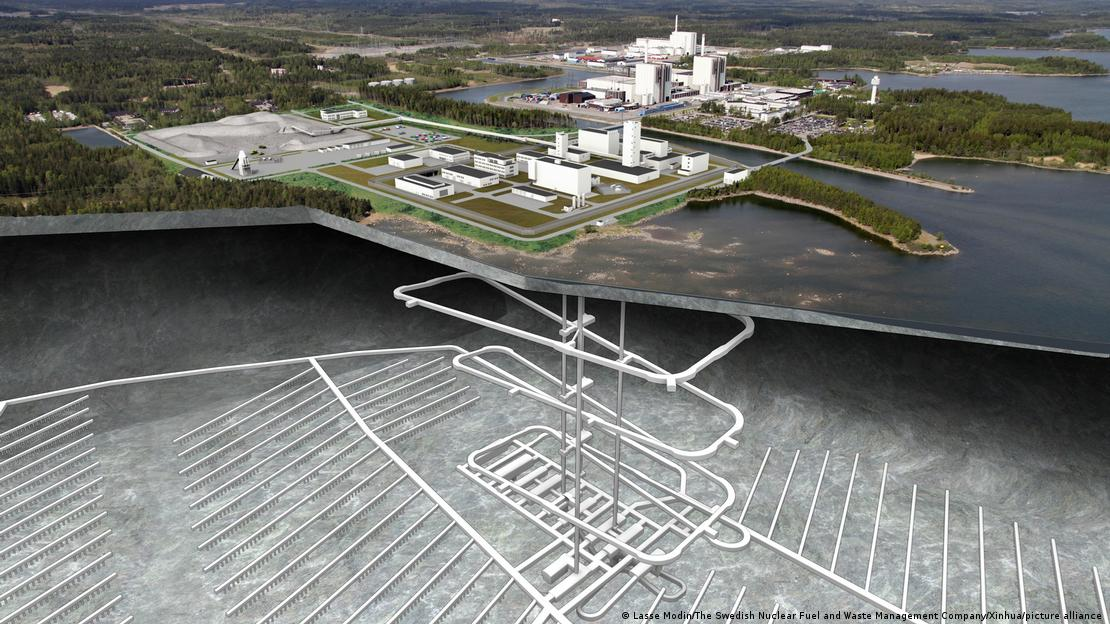 © Lasse Modin/The Swedish Nuclear Fuel and Waste Management Company/Xinhua/picture alliance